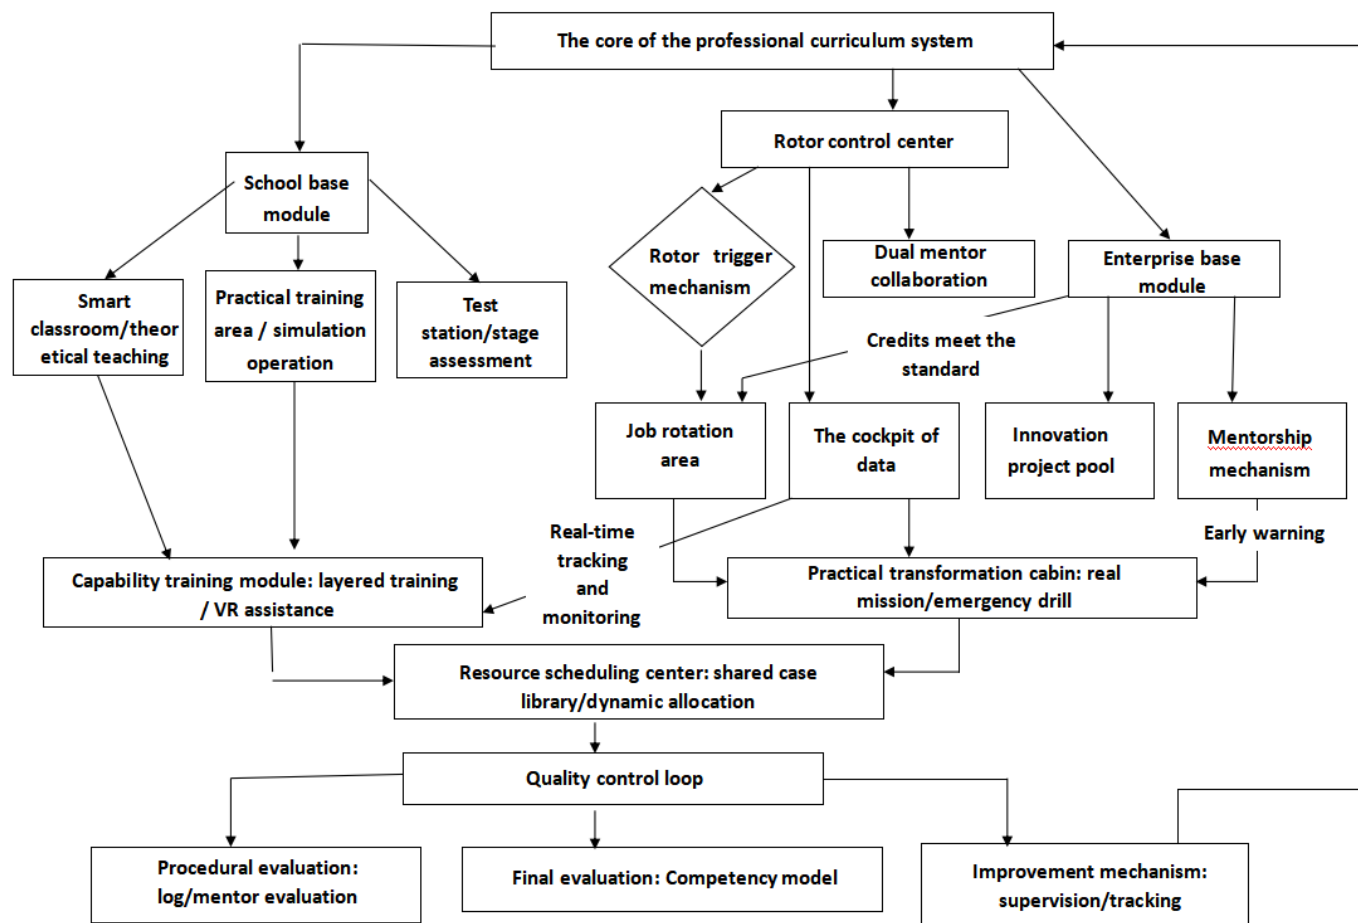 The core of the professional curriculum system
Rotor control center
School base
module
Rotor trigger
mechanism
Dual mentor
collaboration
Enterprise base
module
Smart
classroom/theor
etical teaching
Practical training
area / simulation
operation
Test
station/stage
assessment
Credits meet the
standard
Job rotation
area
The cockpit of
data
Innovation
project pool
Mentorship
mechanism
Real-time
tracking
and
monitoring
Early warning
Capability training module: layered training
/ VR assistance
Practical transformation cabin: real
mission/emergency drill
Resource scheduling center: shared case
library/dynamic allocation
Quality control loop
Procedural evaluation:
log/mentor evaluation
Final evaluation: Competency model
Improvement mechanism:
supervision/tracking